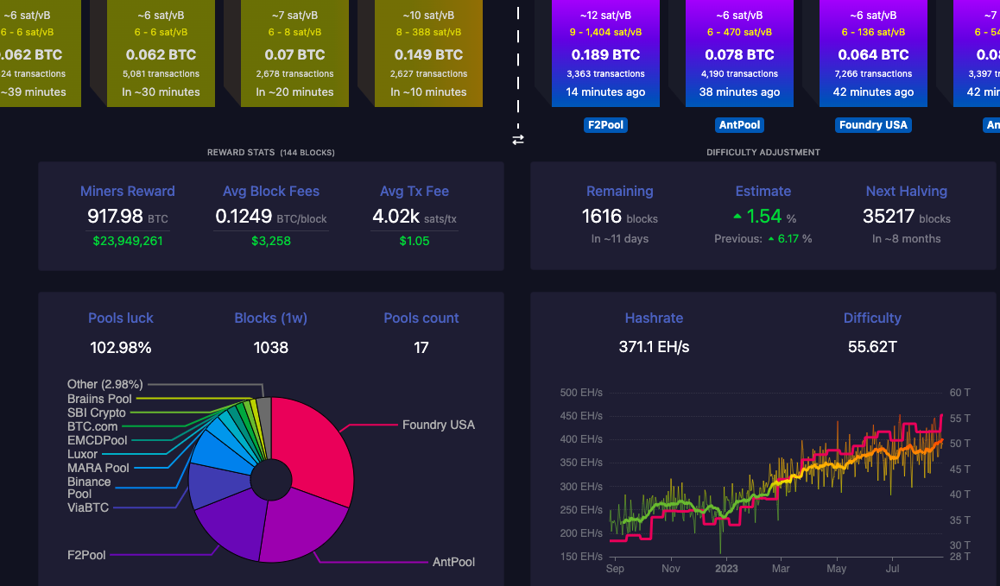 ~6 sat/vB
6 - 6 sat/vB
.062 BTC
24 transactions
~39 minutes
~6 sat/vB
6 - 6 sat/vB
0.062 BTC
5,081 transactions
In ~30 minutes
~7 sat/vB
6 - 8 sat/vB
0.07 BTC
2,678 transactions
In ~20 minutes
~10 sat/vB
8 - 388 sat/vB
0.149 BTC
2,627 transactions
In ~10 minutes
~12 sat/vB
9 - 1,404 sat/vB
0.189 BTC
3,363 transactions
14 minutes ago
F2Pool
~6 sat/vB
6 - 470 sat/vB
0.078 BTC
4,190 transactions
38 minutes ago
AntPool
~6 sat/vB
6 - 136 sat/vB
0.064 BTC
7,266 transactions
42 minutes ago
Foundry USA
~7
6 - 54
0.08
3,397 t
42 min
An
REWARD STATS (144 BLOCKS)
Miners Reward
917.98 BTC
$23,949,261
Avg Block Fees
0.1249 BTC/block
$3,258
Avg Tx Fee
4.02k sats/tx
$1.05
DIFFICULTY ADJUSTMENT
Remaining
1616 blocks
In ~11 days
Estimate
1.54 %
Previous: 6.17 %
Next Halving
35217 blocks
In ~8 months
Pools luck
102.98%
Blocks (1w)
1038
Pools count
17
Other (2.98%)
Braiins Pool
SBI Crypto
BTC.com
EMCDPool
Luxor
MARA Pool
Binance
Pool
ViaBTC
F2Pool
Foundry USA
AntPool
Hashrate
371.1 EH/s
Difficulty
55.62T
500 EH/s
450 EH/s
400 EH/s
350 EH/s
300 EH/s
250 EH/s
200 EH/s
150 EH/s
60 T
55 T
50 T
45 T
40 T
35 T
30 T
28 T
Sep
Nov
2023
Mar
May
Jul